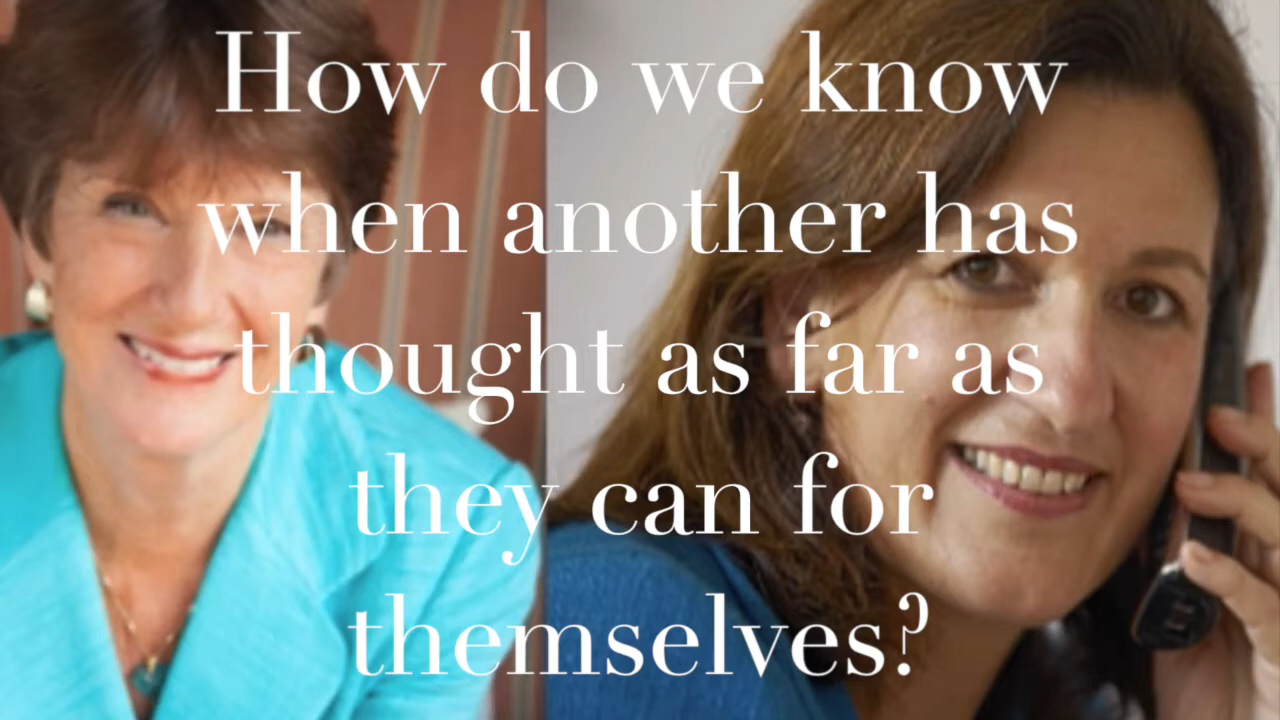 How do we know
when another has
thought as far as
they can for
themselves?